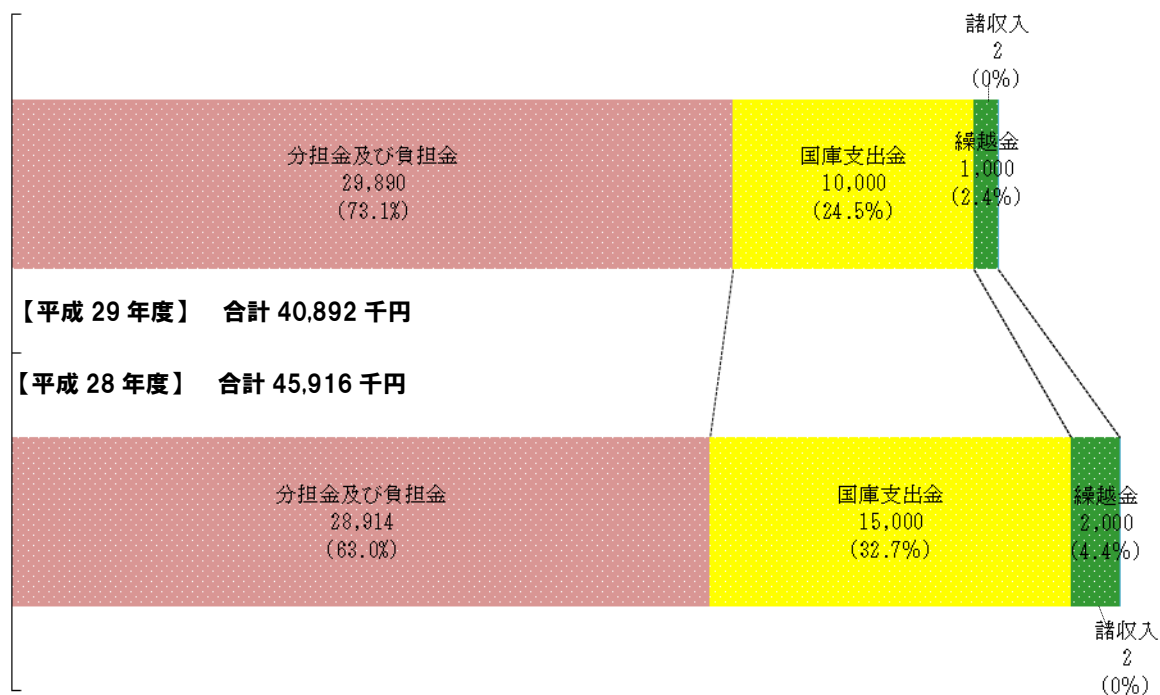 諸収入
2
(0%)
分担金及び負担金
29,890
(73.1%)
国庫支出金
10,000
(24.5%)
繰越金
1,000
(2.4%)
【平成 29 年度】 合計 40,892 千円
【平成 28 年度】 合計 45,916 千円
分担金及び負担金
28,914
(63.0%)
国庫支出金
15,000
(32.7%)
繰越金
2,000
(4.4%)
諸収入
2
(0%)